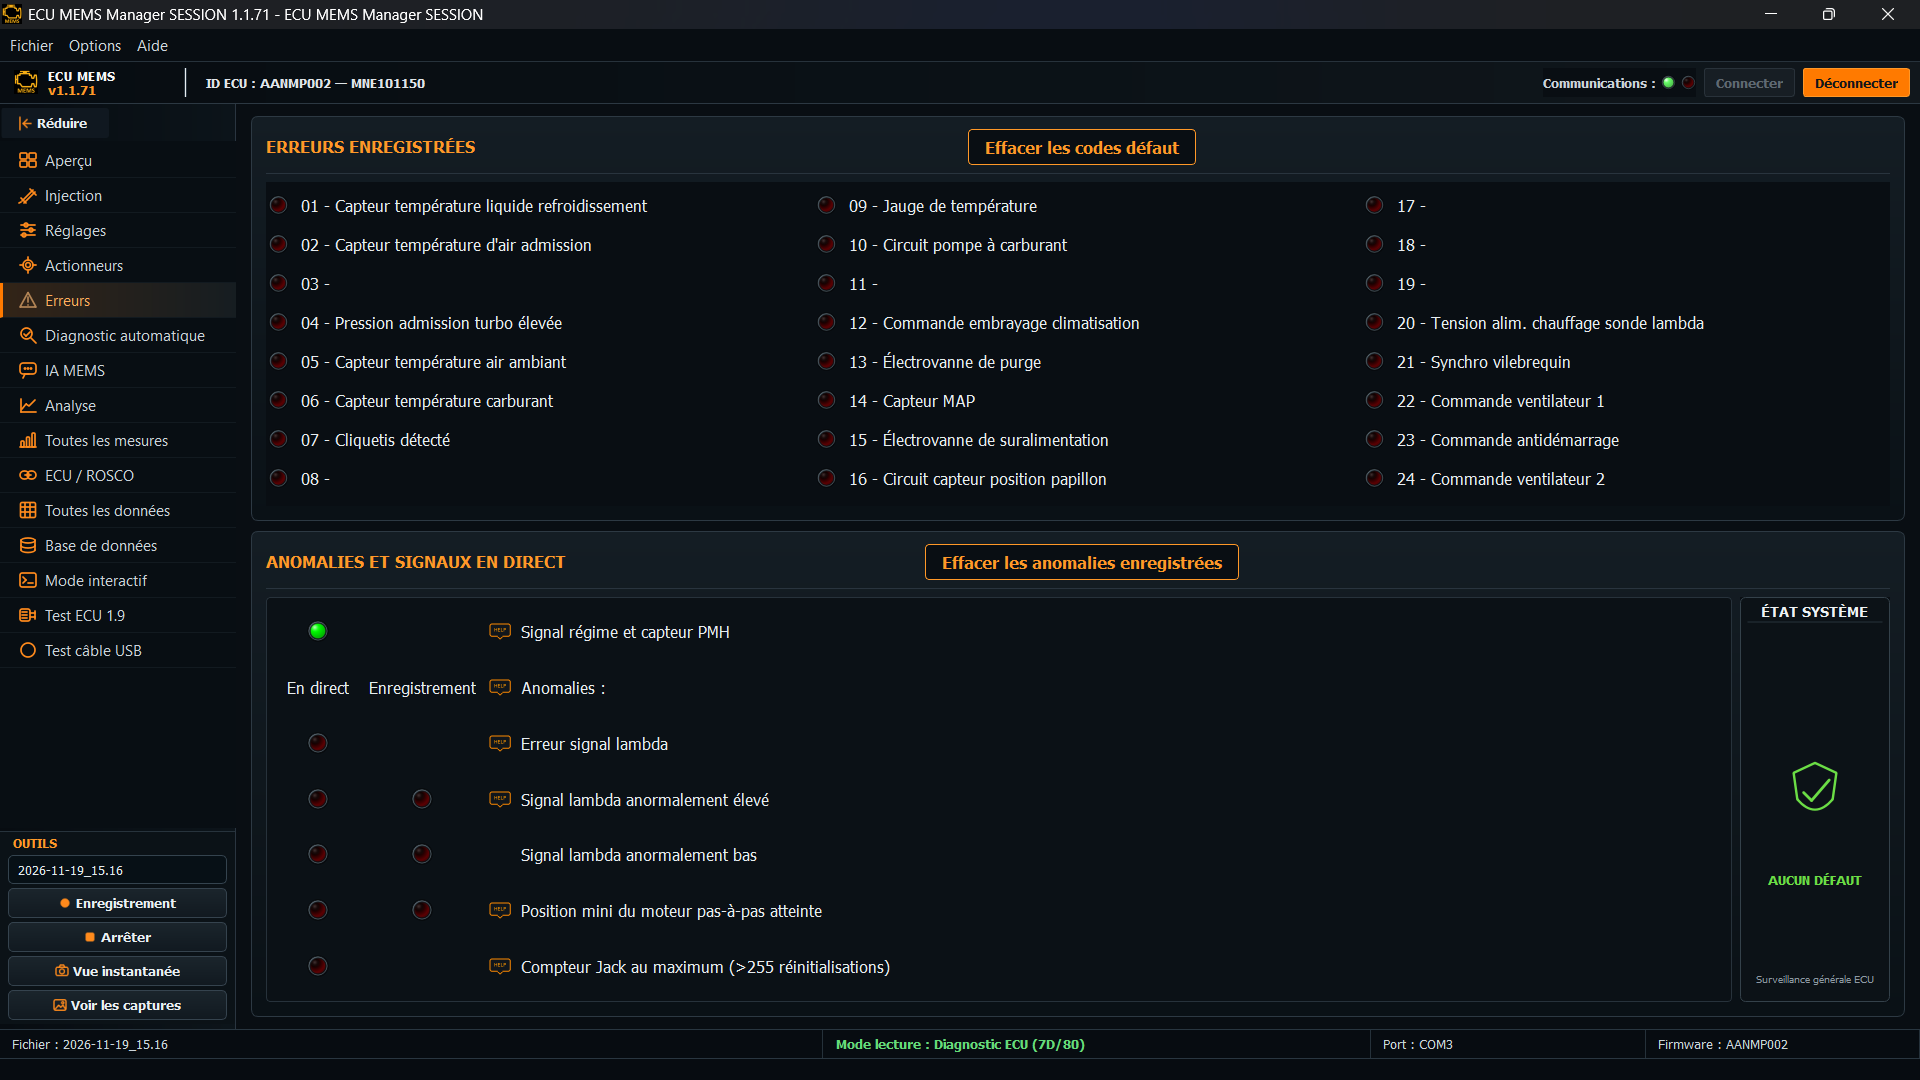 ECU MEMS Manager SESSION 1.1.71 - ECU MEMS Manager SESSION
Fichier Options Aide
ECU MEMS
v1.1.71
ID ECU : AANMP002 — MNE101150
Communications : Connecter Déconnecter
Réduire
Aperçu
Injection
Réglages
Actionneurs
Erreurs
Diagnostic automatique
IA MEMS
Analyse
Toutes les mesures
ECU / ROSCO
Toutes les données
Base de données
Mode interactif
Test ECU 1.9
Test câble USB
OUTILS
2026-11-19_15.16
Enregistrement
Arrêter
Vue instantanée
Voir les captures
ERREURS ENREGISTRÉES
Effacer les codes défaut
01 - Capteur température liquide refroidissement
02 - Capteur température d'air admission
03 -
04 - Pression admission turbo élevée
05 - Capteur température air ambiant
06 - Capteur température carburant
07 - Cliquetis détecté
08 -
09 - Jauge de température
10 - Circuit pompe à carburant
11 -
12 - Commande embrayage climatisation
13 - Électrovanne de purge
14 - Capteur MAP
15 - Électrovanne de suralimentation
16 - Circuit capteur position papillon
17 -
18 -
19 -
20 - Tension alim. chauffage sonde lambda
21 - Synchro vilebrequin
22 - Commande ventilateur 1
23 - Commande antidémarrage
24 - Commande ventilateur 2
ANOMALIES ET SIGNAUX EN DIRECT
Effacer les anomalies enregistrées
HELP Signal régime et capteur PMH
En direct Enregistrement HELP Anomalies :
HELP Erreur signal lambda
HELP Signal lambda anormalement élevé
Signal lambda anormalement bas
HELP Position mini du moteur pas-à-pas atteinte
HELP Compteur Jack au maximum (>255 réinitialisations)
ÉTAT SYSTÈME
AUCUN DÉFAUT
Surveillance générale ECU
Fichier : 2026-11-19_15.16
Mode lecture : Diagnostic ECU (7D/80)
Port : COM3
Firmware : AANMP002